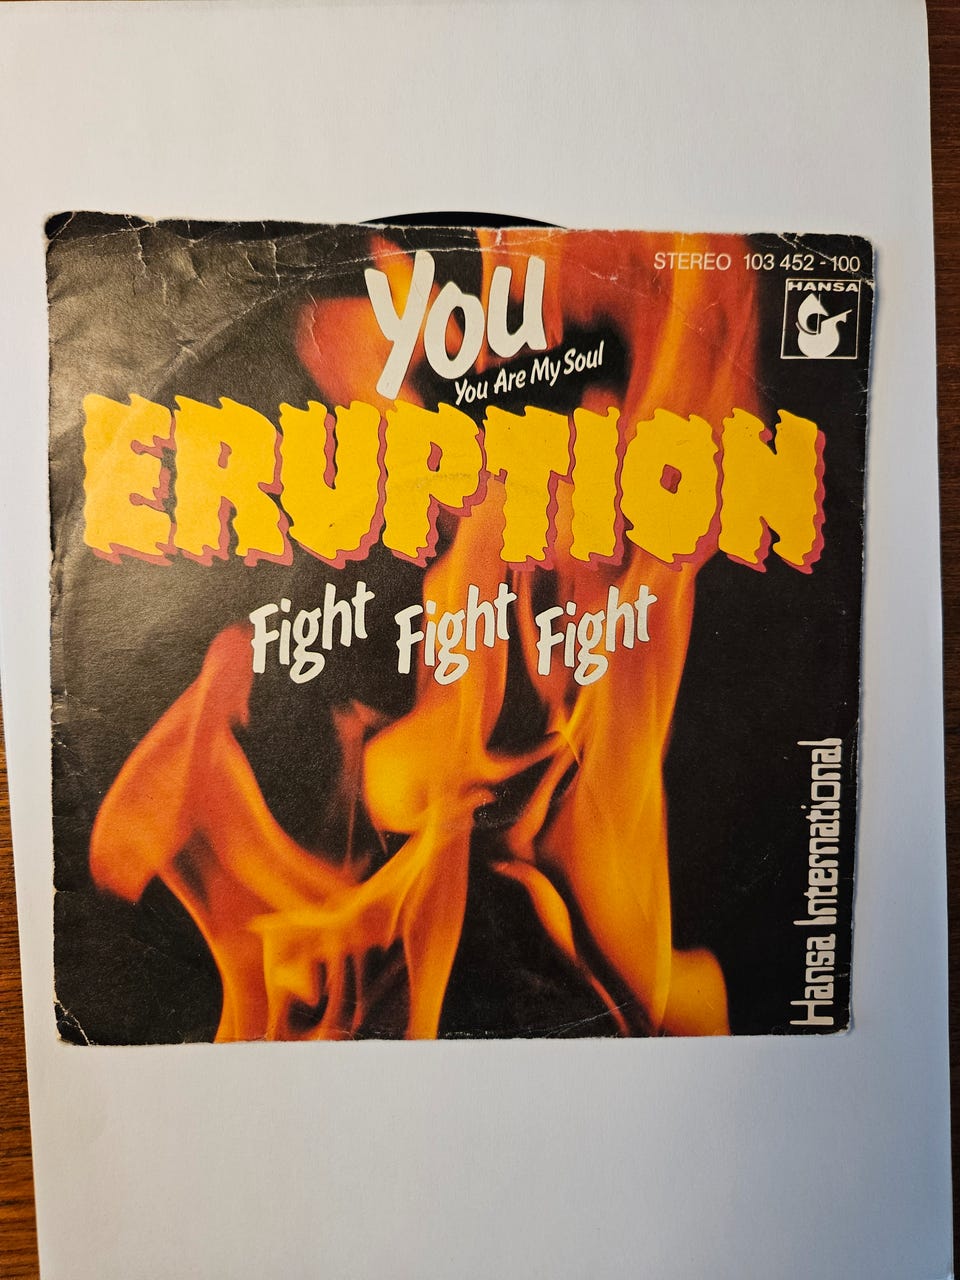 STEREO 103 452 - 100
HANSA
You
You Are My Soul
ERUPTION
Fight Fight Fight
Hansa International